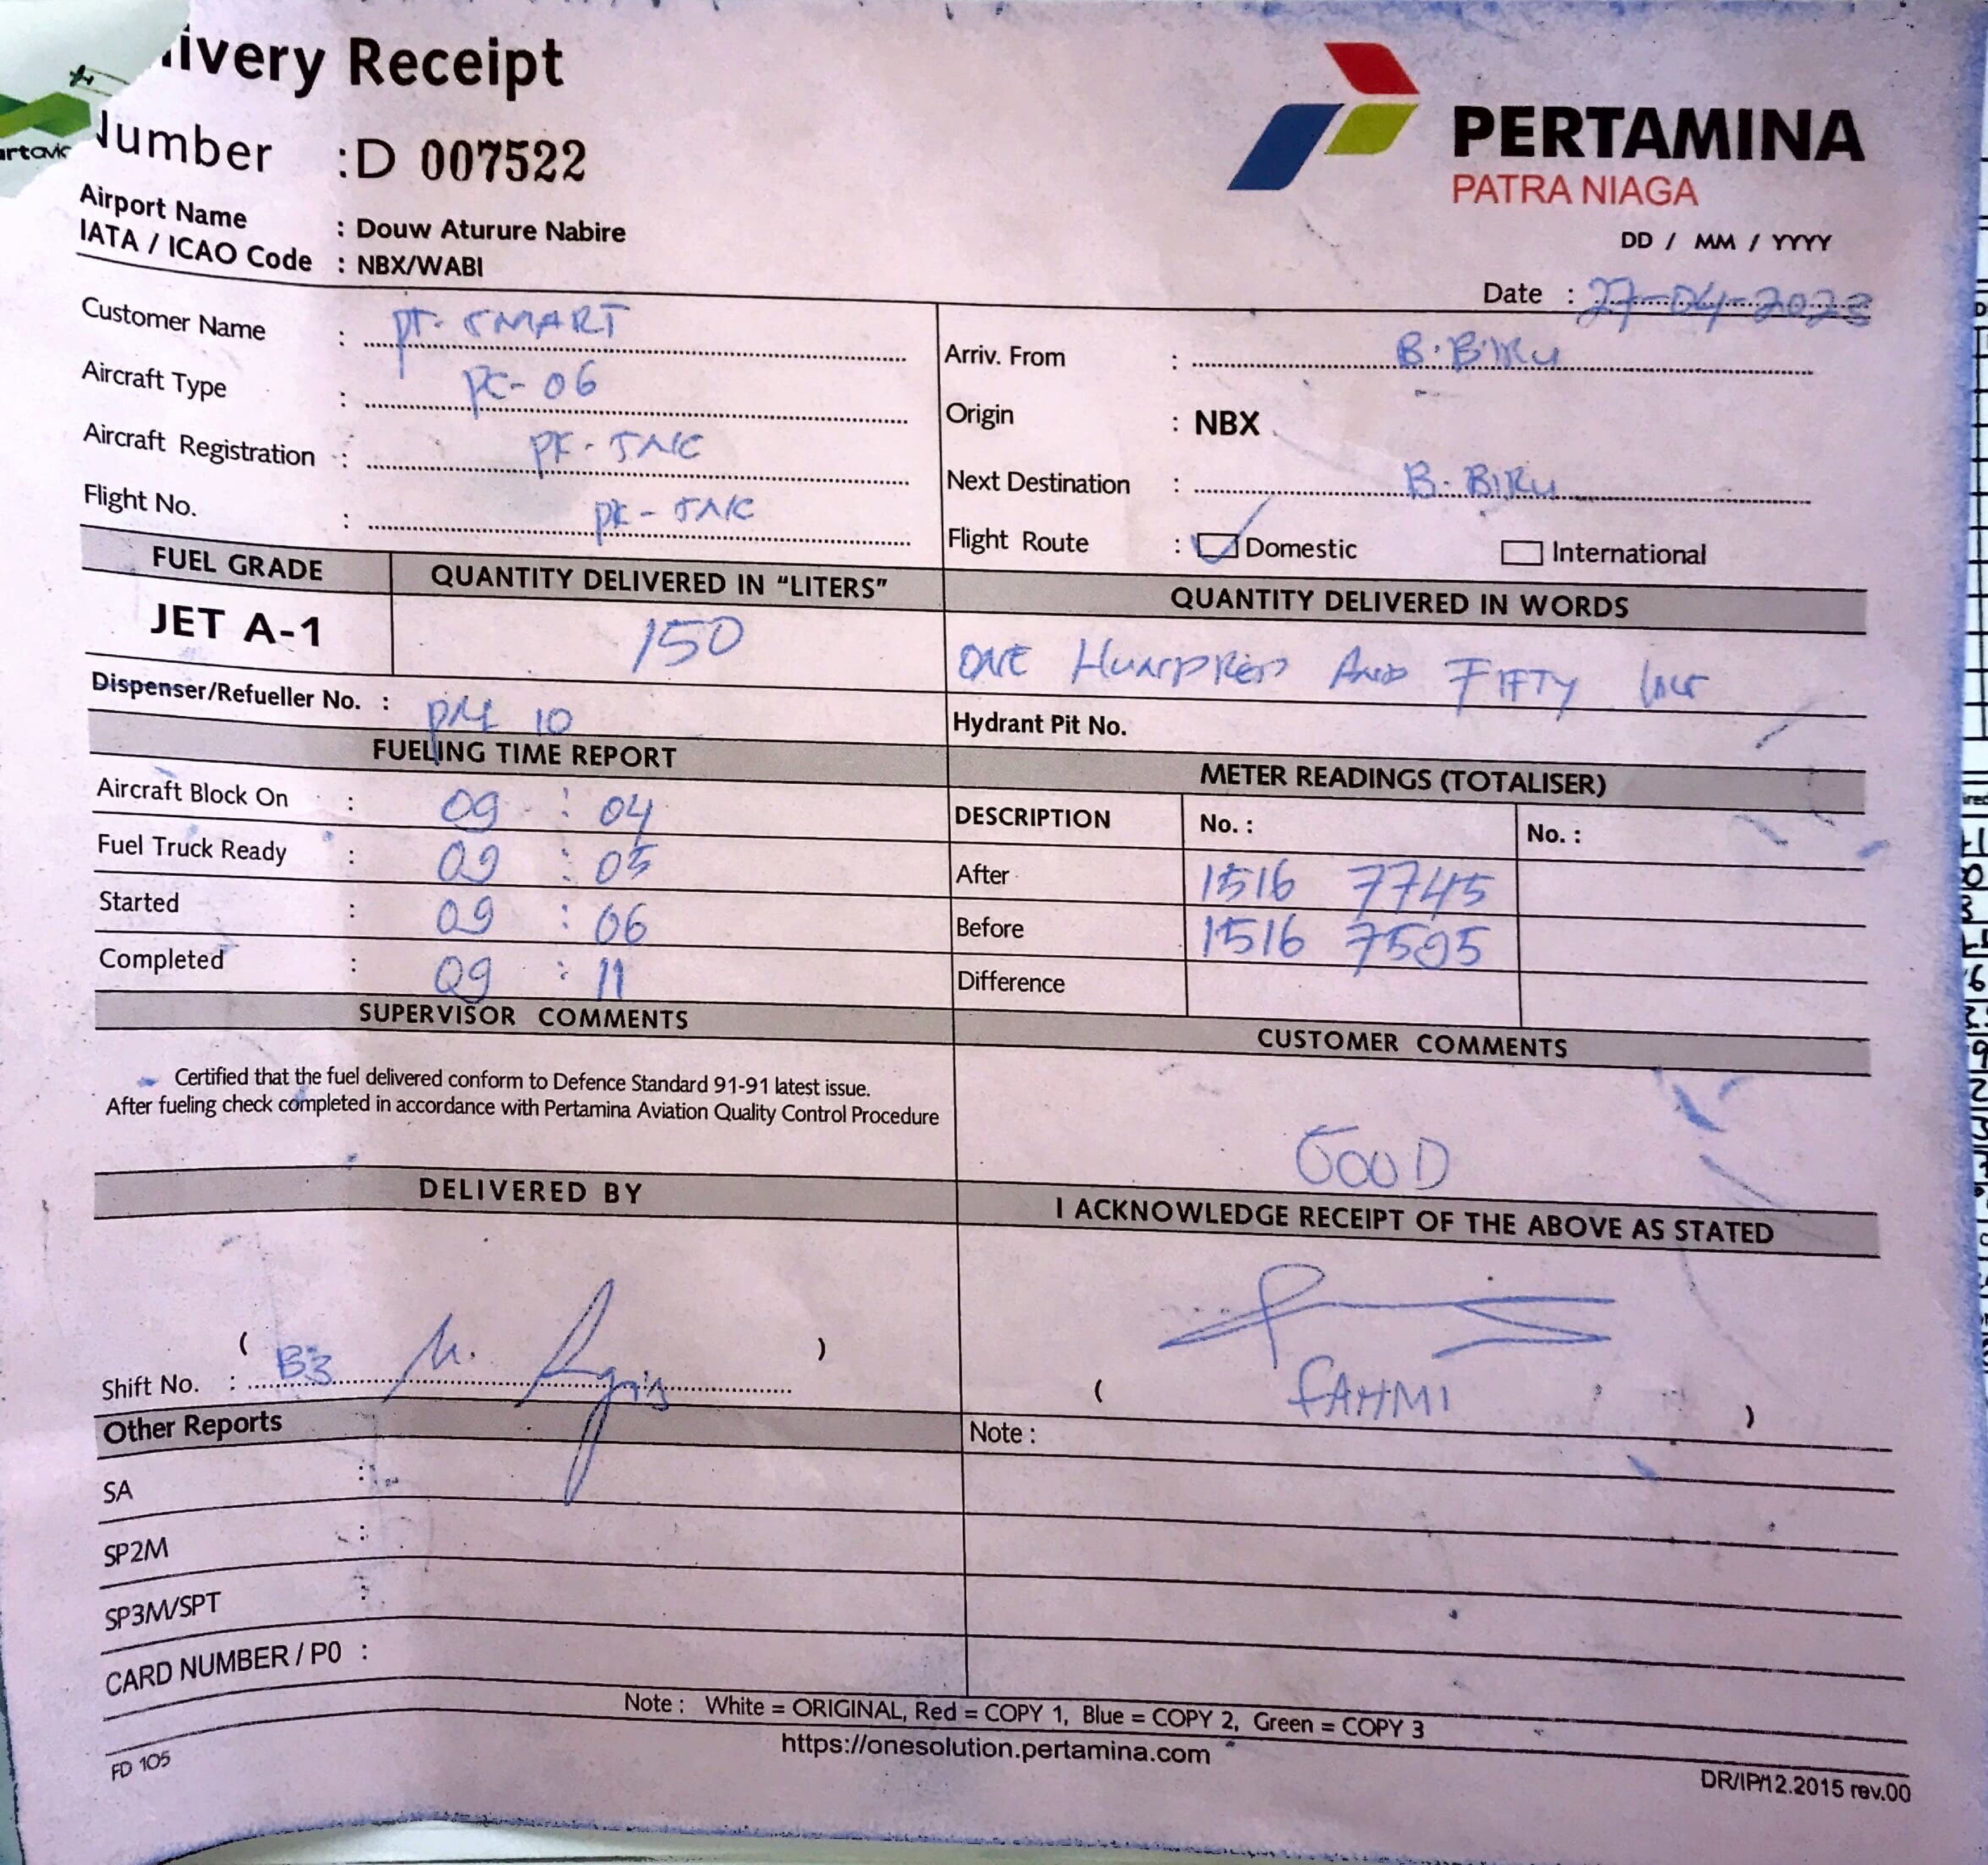 ivery Receipt
Number : D 007522
Airport Name : Douw Aturure Nabire
IATA / ICAO Code : NBX/WABI
PERTAMINA
PATRA NIAGA
DD / MM / YYYY
Date : 27-04-2023
Customer Name : PT. SMART
Aircraft Type : PC-06
Aircraft Registration :
Flight No. :
Arriv. From : B. BIRU
Origin : NBX
Next Destination : B. BIRU
Flight Route : Domestic International
FUEL GRADE QUANTITY DELIVERED IN "LITERS" QUANTITY DELIVERED IN WORDS
JET A-1 150 ONE HUNDRED AND FIFTY
Dispenser/Refueller No. : 10
Hydrant Pit No.
FUELING TIME REPORT
Aircraft Block On : 09 : 04
Fuel Truck Ready : 09 : 05
Started : 09 : 06
Completed : 09 : 11
METER READINGS (TOTALISER)
DESCRIPTION No. : No. :
After 1516 7745
Before 1516 7595
Difference
SUPERVISOR COMMENTS
Certified that the fuel delivered conform to Defence Standard 91-91 latest issue.
After fueling check completed in accordance with Pertamina Aviation Quality Control Procedure
CUSTOMER COMMENTS
GOOD
DELIVERED BY
( )
Shift No. : B3
I ACKNOWLEDGE RECEIPT OF THE ABOVE AS STATED
( FAHMI )
Other Reports
Note :
SA :
SP2M :
SP3M/SPT :
CARD NUMBER / P0 :
Note : White = ORIGINAL, Red = COPY 1, Blue = COPY 2, Green = COPY 3
https://onesolution.pertamina.com
FD 105
DR/IP/12.2015 rev.00